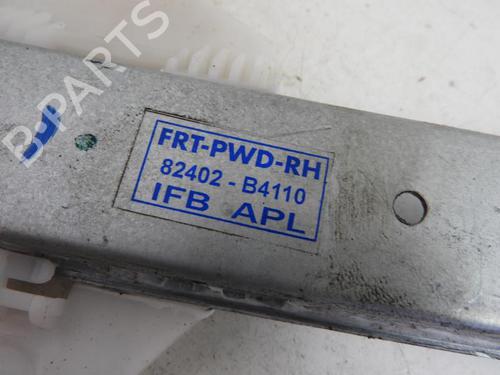 B-PARTS
FRT-PWD-RH
82402 - B4110
IFB APL